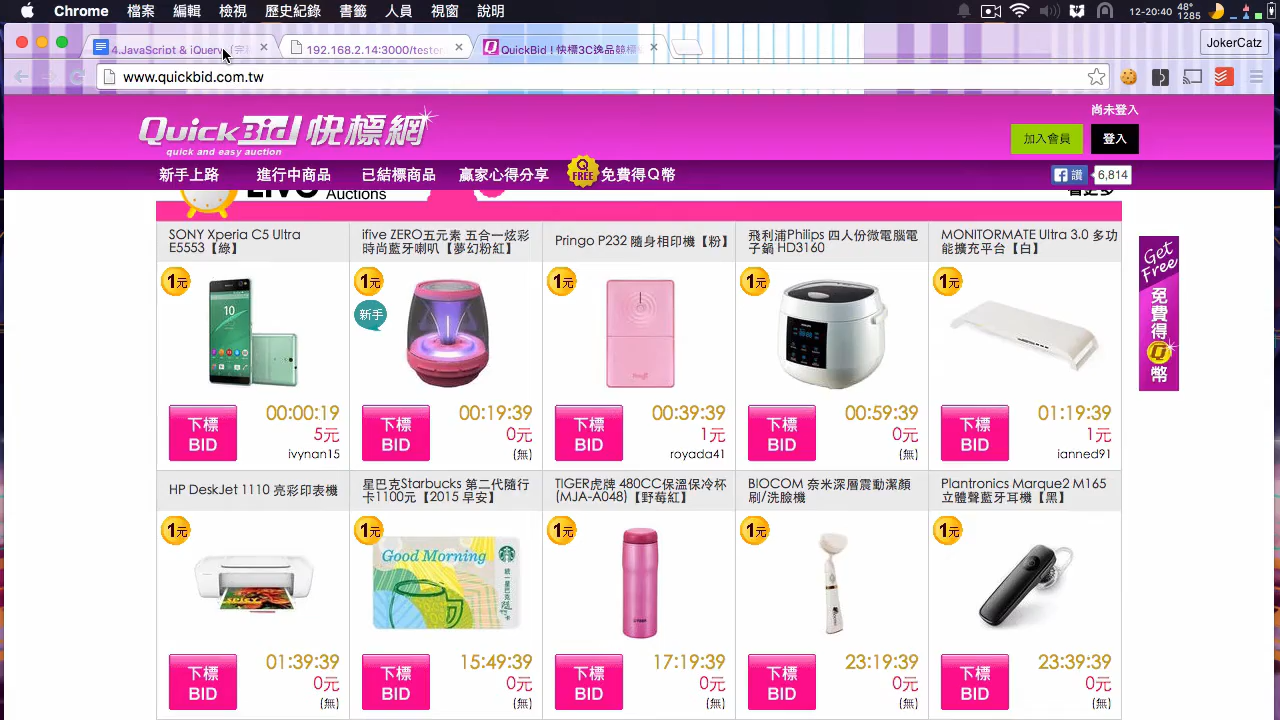 Chrome 檔案 編輯 檢視 歷史紀錄 書籤 人員 視窗 說明
12-20:40 48° 1285
4.JavaScript & jQuery
192.168.2.14:3000/tester
QuickBid | 快標3C逸品競標
JokerCatz
www.quickbid.com.tw
尚未登入
QuickBid 快標網
quick and easy auction
加入會員 登入
新手上路 進行中商品 已結標商品 贏家心得分享 Q FREE 免費得Q幣
讚 6,814
LIVE Auctions 看更多
SONY Xperia C5 Ultra
E5553【綠】
ifive ZERO五元素 五合一炫彩
時尚藍牙喇叭【夢幻粉紅】
Pringo P232 隨身相印機【粉】
飛利浦Philips 四人份微電腦電
子鍋 HD3160
MONITORMATE Ultra 3.0 多功
能擴充平台【白】
1元 1元 1元 1元 1元
新手
Get Free 免費得Q幣
下標 BID 00:00:19 5元 ivynan15
下標 BID 00:19:39 0元 (無)
下標 BID 00:39:39 1元 royada41
下標 BID 00:59:39 0元 (無)
下標 BID 01:19:39 1元 ianned91
HP DeskJet 1110 亮彩印表機
星巴克Starbucks 第二代隨行
卡1100元【2015 早安】
TIGER虎牌 480CC保溫保冷杯
(MJA-A048)【野莓紅】
BIOCOM 奈米深層震動潔顏
刷/洗臉機
Plantronics Marque2 M165
立體聲藍牙耳機【黑】
1元 1元 1元 1元 1元
Good Morning
下標 BID 01:39:39 0元 (無)
下標 BID 15:49:39 0元 (無)
下標 BID 17:19:39 0元 (無)
下標 BID 23:19:39 0元 (無)
下標 BID 23:39:39 0元 (無)